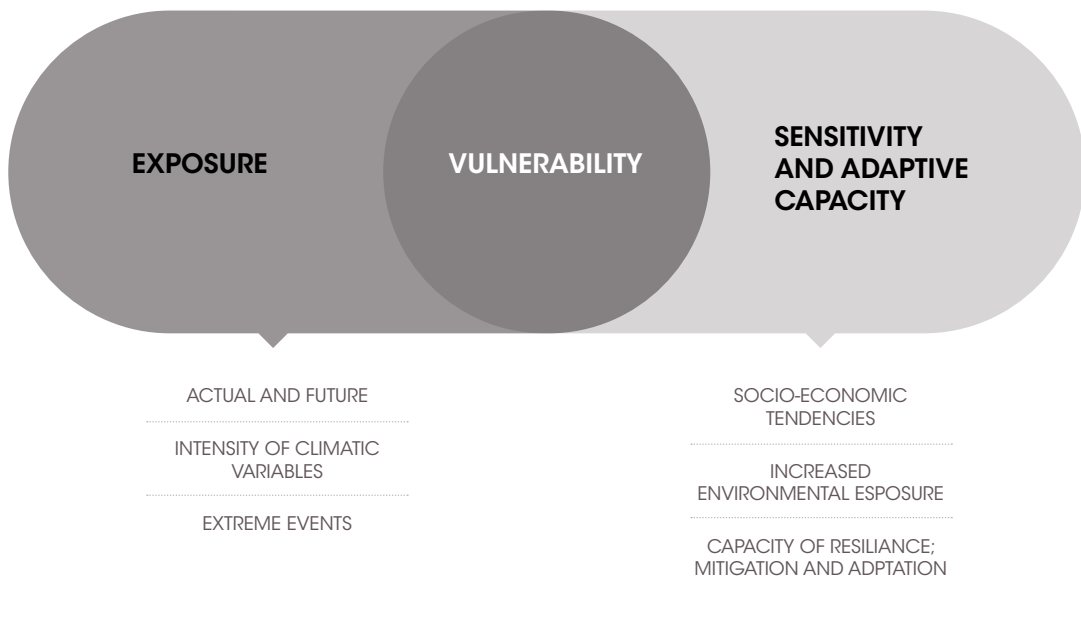 EXPOSURE
VULNERABILITY
SENSITIVITY
AND ADAPTIVE
CAPACITY
ACTUAL AND FUTURE
INTENSITY OF CLIMATIC
VARIABLES
EXTREME EVENTS
SOCIO-ECONOMIC
TENDENCIES
INCREASED
ENVIRONMENTAL ESPOSURE
CAPACITY OF RESILIANCE;
MITIGATION AND ADPTATION